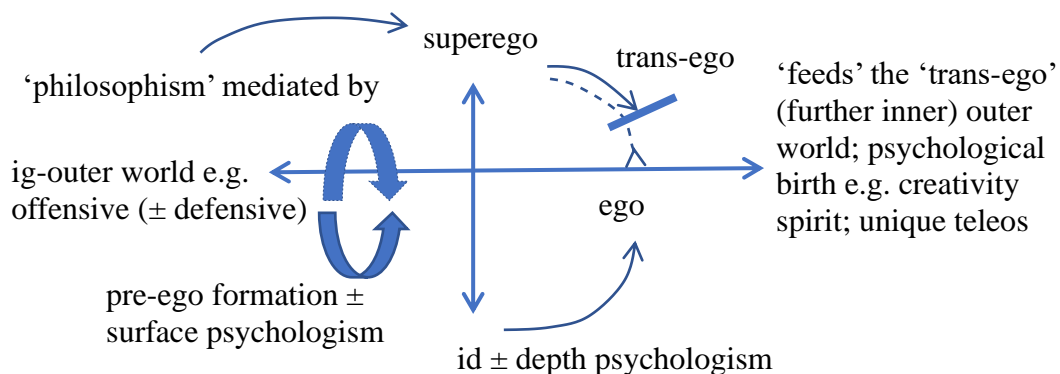 superego
trans-ego
‘philosophism’ mediated by
‘feeds’ the ‘trans-ego’
(further inner) outer
world; psychological
birth e.g. creativity
spirit; unique teleos
ig-outer world e.g.
offensive (± defensive)
ego
pre-ego formation ±
surface psychologism
id ± depth psychologism